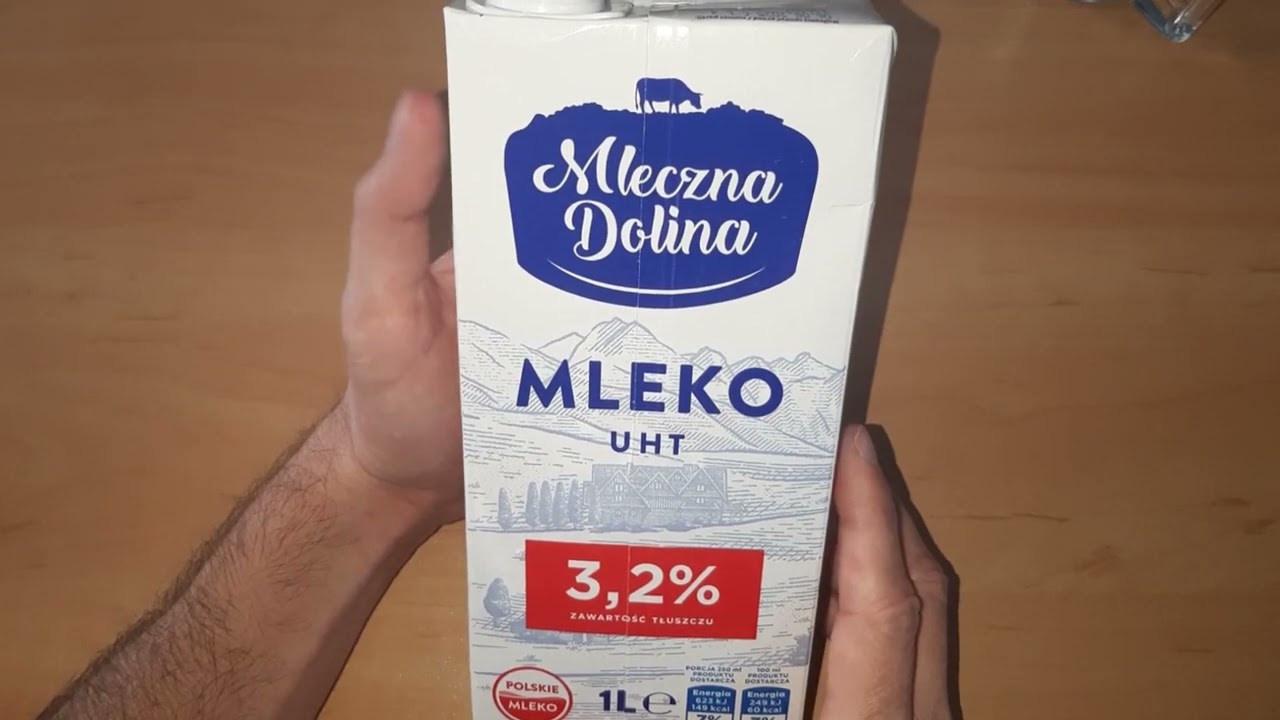 Mleczna
Dolina
MLEKO
UHT
3,2%
ZAWARTOŚĆ TŁUSZCZU
POLSKIE
MLEKO
1L e
PORCJA 250 ml
PRODUKTU
DOSTARCZA
100 ml
PRODUKTU
DOSTARCZA
Energia
623 kJ
149 kcal
7%
Energia
249 kJ
60 kcal